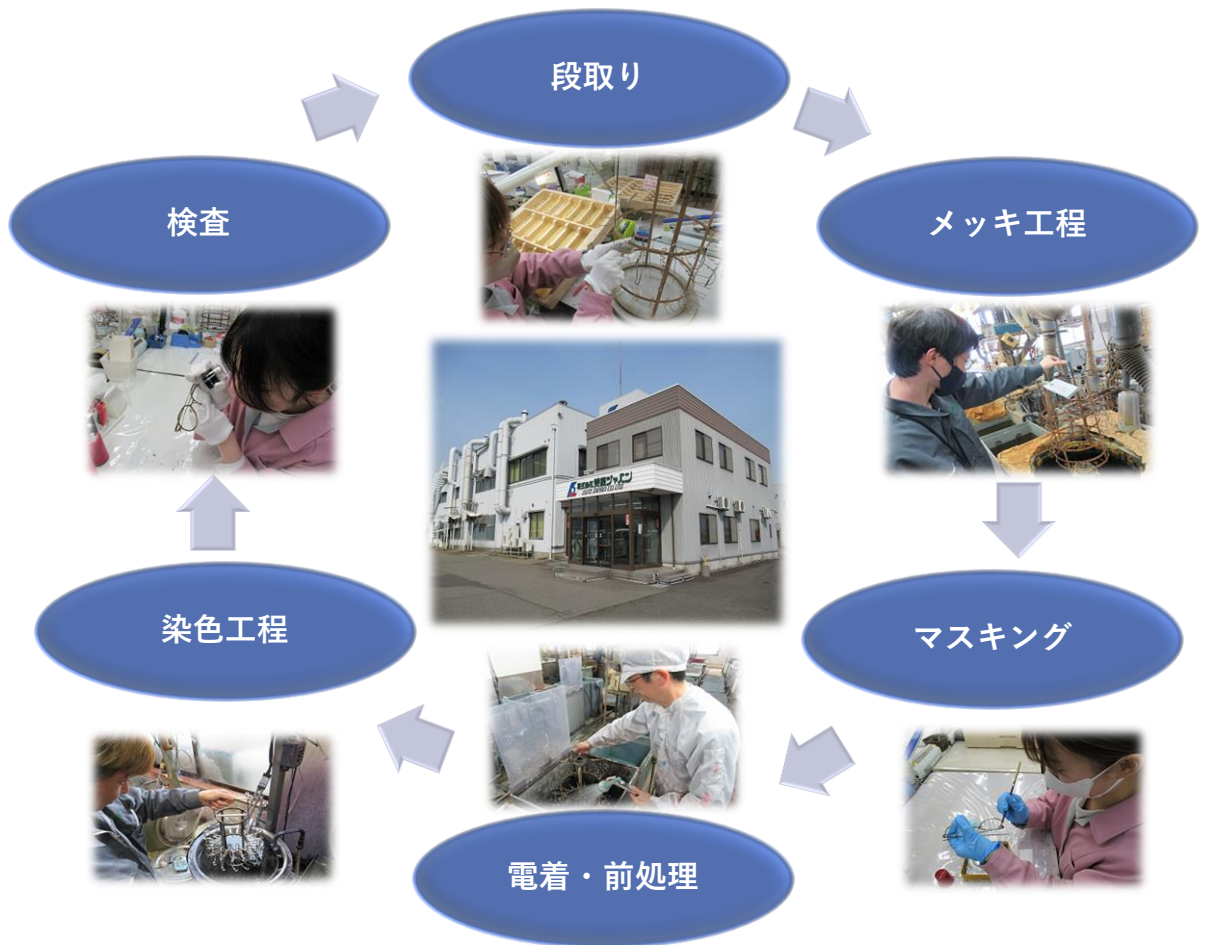 段取り
検査
メッキ工程
染色工程
マスキング
電着・前処理